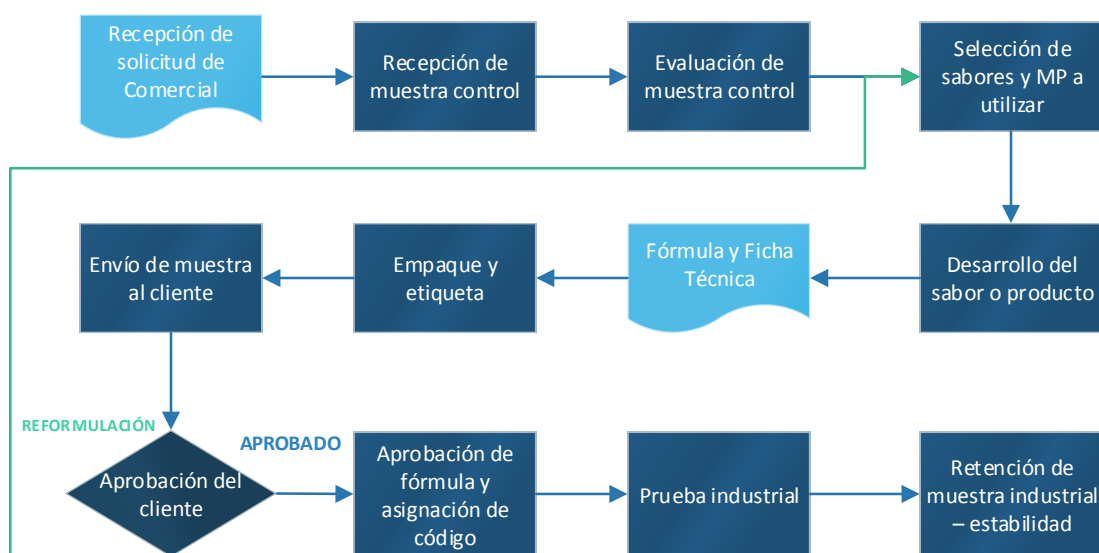 Recepción de
solicitud de
Comercial
Recepción de
muestra control
Evaluación de
muestra control
Selección de
sabores y MP a
utilizar
Envío de muestra
al cliente
Empaque y
etiqueta
Fórmula y Ficha
Técnica
Desarrollo del
sabor o producto
REFORMULACIÓN
APROBADO
Aprobación del
cliente
Aprobación de
fórmula y
asignación de
código
Prueba industrial
Retención de
muestra industrial
– estabilidad